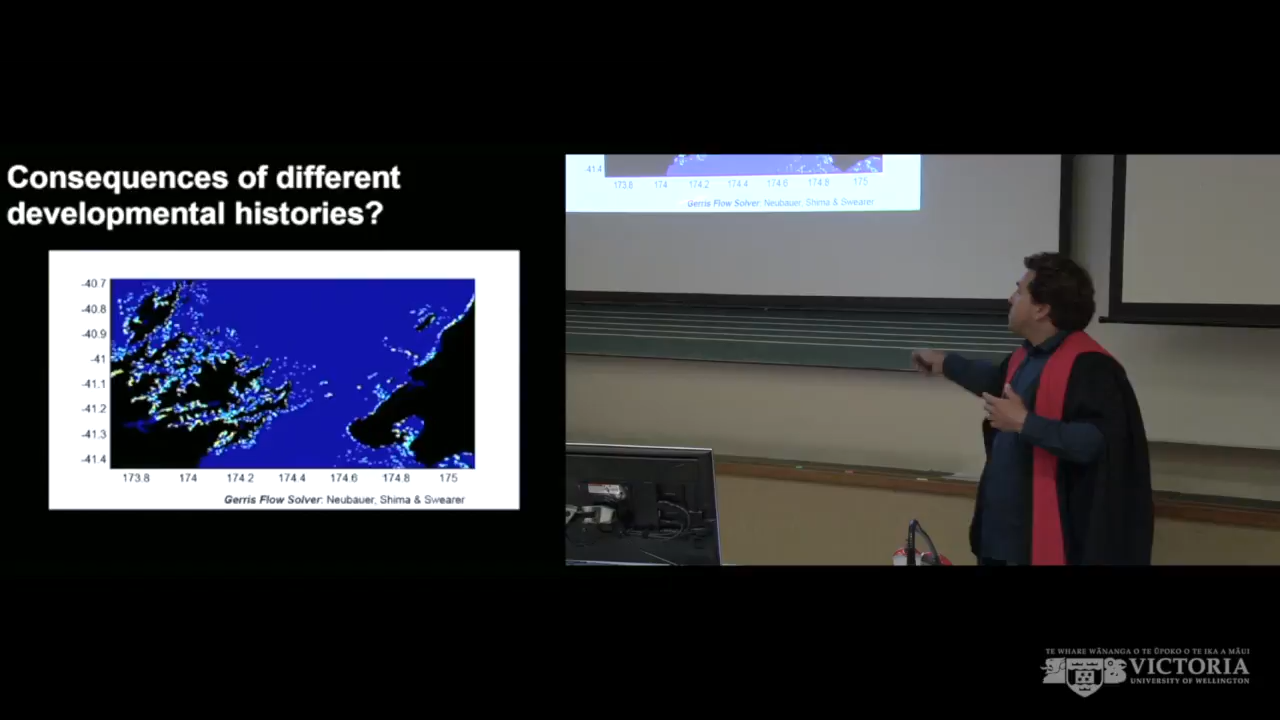 Consequences of different
developmental histories?
-40.7
-40.8
-40.9
-41
-41.1
-41.2
-41.3
-41.4
173.8 174 174.2 174.4 174.6 174.8 175
Gerris Flow Solver: Neubauer, Shima & Swearer
-41.4
173.8 174 174.2 174.4 174.6 174.8 175
Gerris Flow Solver: Neubauer, Shima & Swearer
TE WHARE WĀNANGA O TE ŪPOKO O TE IKA A MĀUI
VICTORIA
UNIVERSITY OF WELLINGTON